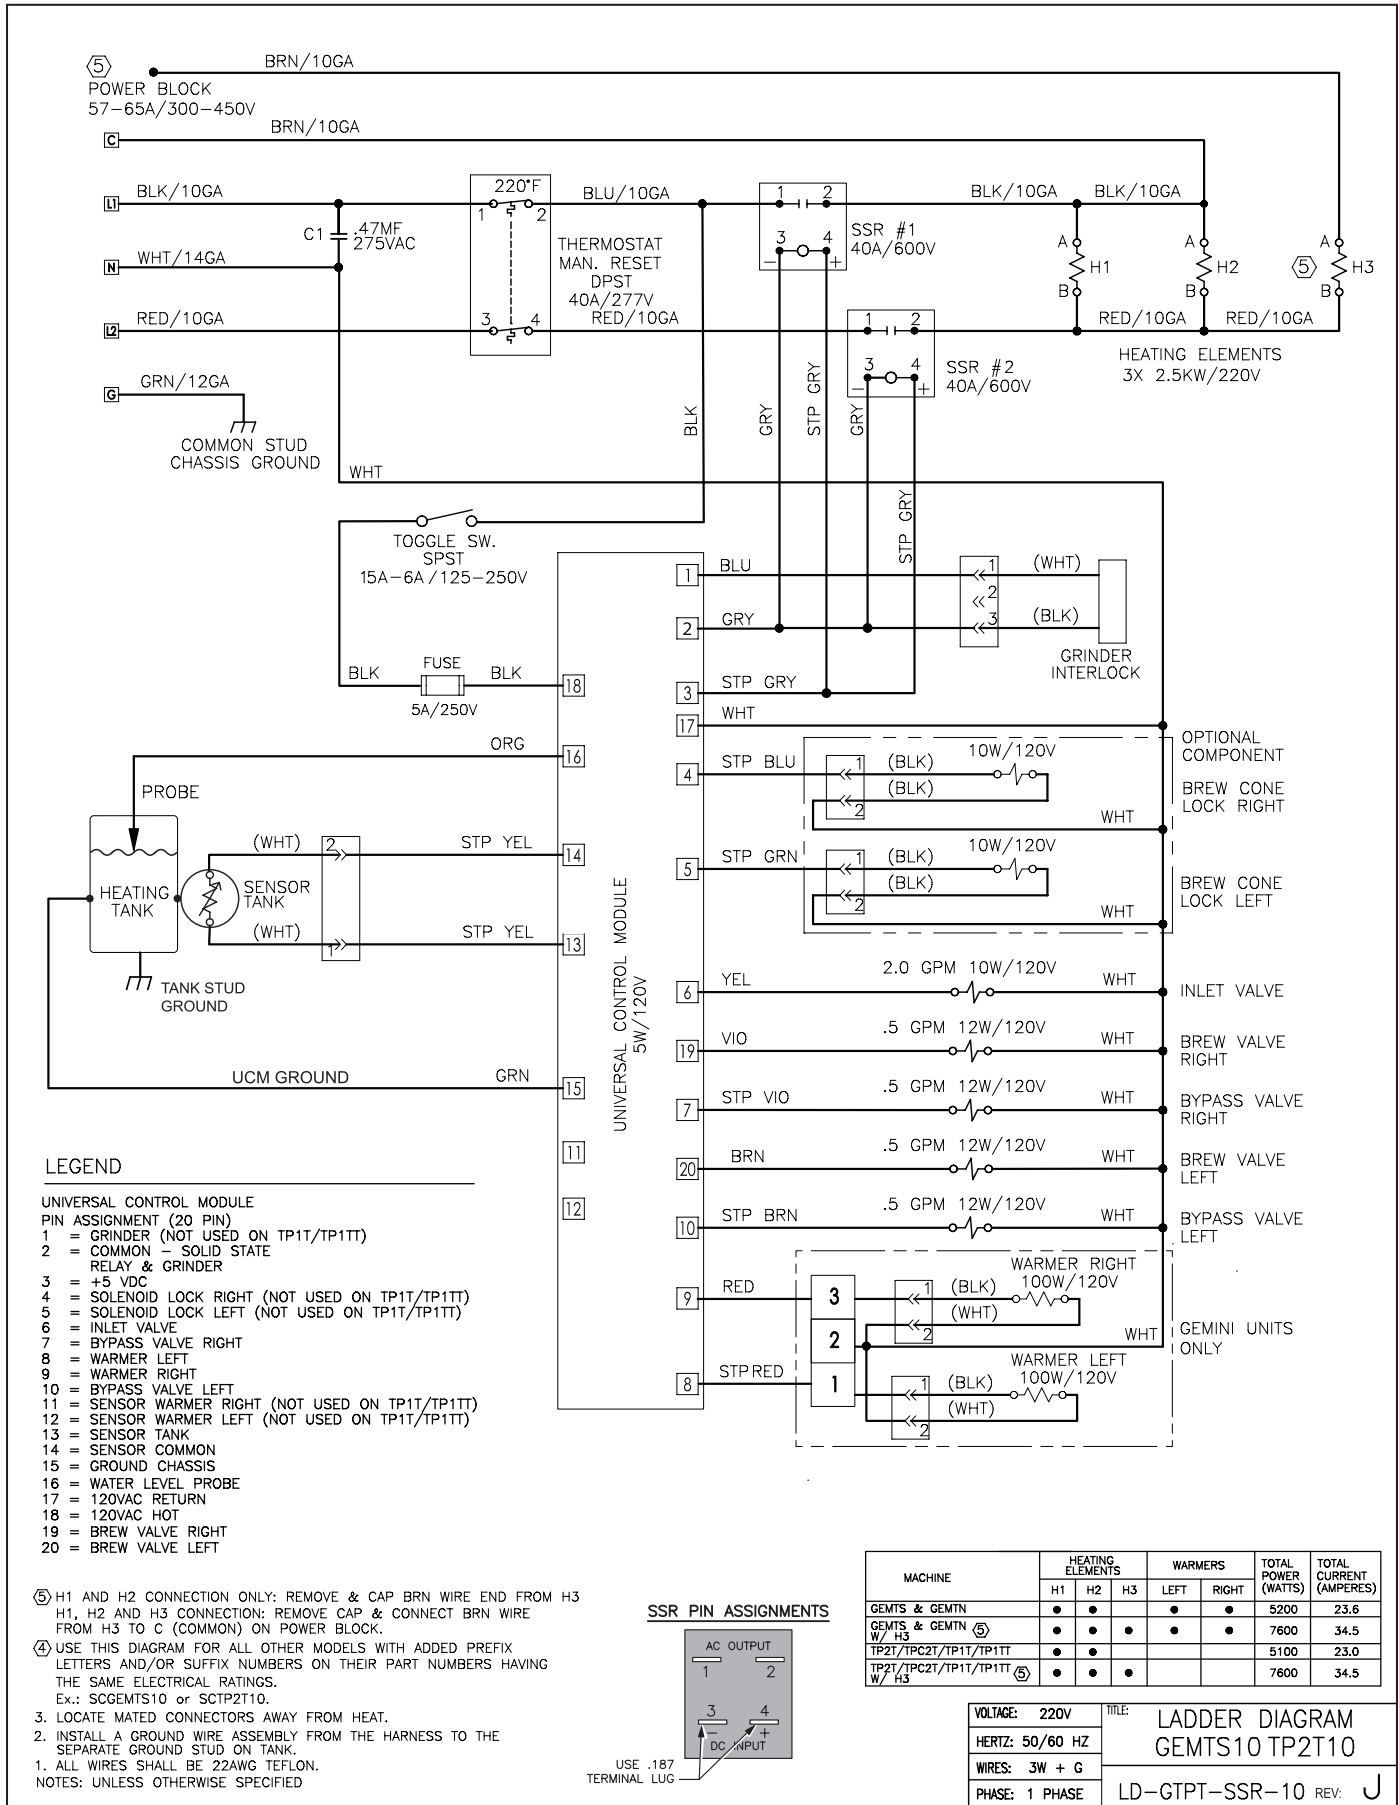 5
BRN/10GA
POWER BLOCK
57-65A/300-450V
C
BRN/10GA
L1
BLK/10GA
220°F
1
2
BLU/10GA
1
2
BLK/10GA
BLK/10GA
C1
.47MF
275VAC
THERMOSTAT
MAN. RESET
DPST
40A/277V
3
4
-
+
SSR #1
40A/600V
A
H1
B
A
H2
B
5
A
H3
B
N
WHT/14GA
L2
RED/10GA
3
4
RED/10GA
1
2
RED/10GA
RED/10GA
3
4
-
+
SSR #2
40A/600V
HEATING ELEMENTS
3X 2.5KW/220V
G
GRN/12GA
COMMON STUD
CHASSIS GROUND
BLK
GRY
STP GRY
GRY
STP GRY
WHT
TOGGLE SW.
SPST
15A-6A/125-250V
1
BLU
1
(WHT)
2
2
GRY
3
(BLK)
GRINDER
INTERLOCK
BLK
FUSE
BLK
5A/250V
18
3
STP GRY
17
WHT
ORG
16
PROBE
4
STP BLU
1
(BLK)
10W/120V
(BLK)
2
WHT
OPTIONAL
COMPONENT
BREW CONE
LOCK RIGHT
(WHT)
2
STP YEL
14
HEATING
TANK
SENSOR
TANK
(WHT)
1
STP YEL
13
TANK STUD
GROUND
5
STP GRN
1
(BLK)
10W/120V
(BLK)
2
WHT
BREW CONE
LOCK LEFT
UNIVERSAL CONTROL MODULE
5W/120V
6
YEL
2.0 GPM 10W/120V
WHT
INLET VALVE
19
VIO
.5 GPM 12W/120V
WHT
BREW VALVE
RIGHT
UCM GROUND
GRN
15
7
STP VIO
.5 GPM 12W/120V
WHT
BYPASS VALVE
RIGHT
11
20
BRN
.5 GPM 12W/120V
WHT
BREW VALVE
LEFT
12
10
STP BRN
.5 GPM 12W/120V
WHT
BYPASS VALVE
LEFT
9
RED
3
1
(BLK)
WARMER RIGHT
100W/120V
(WHT)
2
2
WHT
GEMINI UNITS
ONLY
8
STP RED
1
1
(BLK)
WARMER LEFT
100W/120V
(WHT)
2
LEGEND
UNIVERSAL CONTROL MODULE
PIN ASSIGNMENT (20 PIN)
1 = GRINDER (NOT USED ON TP1T/TP1TT)
2 = COMMON - SOLID STATE
RELAY & GRINDER
3 = +5 VDC
4 = SOLENOID LOCK RIGHT (NOT USED ON TP1T/TP1TT)
5 = SOLENOID LOCK LEFT (NOT USED ON TP1T/TP1TT)
6 = INLET VALVE
7 = BYPASS VALVE RIGHT
8 = WARMER LEFT
9 = WARMER RIGHT
10 = BYPASS VALVE LEFT
11 = SENSOR WARMER RIGHT (NOT USED ON TP1T/TP1TT)
12 = SENSOR WARMER LEFT (NOT USED ON TP1T/TP1TT)
13 = SENSOR TANK
14 = SENSOR COMMON
15 = GROUND CHASSIS
16 = WATER LEVEL PROBE
17 = 120VAC RETURN
18 = 120VAC HOT
19 = BREW VALVE RIGHT
20 = BREW VALVE LEFT
5 H1 AND H2 CONNECTION ONLY: REMOVE & CAP BRN WIRE END FROM H3
H1, H2 AND H3 CONNECTION: REMOVE CAP & CONNECT BRN WIRE
FROM H3 TO C (COMMON) ON POWER BLOCK.
4 USE THIS DIAGRAM FOR ALL OTHER MODELS WITH ADDED PREFIX
LETTERS AND/OR SUFFIX NUMBERS ON THEIR PART NUMBERS HAVING
THE SAME ELECTRICAL RATINGS.
Ex.: SCGEMTS10 or SCTP2T10.
3. LOCATE MATED CONNECTORS AWAY FROM HEAT.
2. INSTALL A GROUND WIRE ASSEMBLY FROM THE HARNESS TO THE
SEPARATE GROUND STUD ON TANK.
1. ALL WIRES SHALL BE 22AWG TEFLON.
NOTES: UNLESS OTHERWISE SPECIFIED
SSR PIN ASSIGNMENTS
AC OUTPUT
1
2
3
4
-
+
DC INPUT
USE .187
TERMINAL LUG
MACHINE HEATING ELEMENTS WARMERS TOTAL POWER (WATTS) TOTAL CURRENT (AMPERES)
H1 H2 H3 LEFT RIGHT
GEMTS & GEMTN ● ● ● ● 5200 23.6
GEMTS & GEMTN W/ H3 5 ● ● ● ● ● 7600 34.5
TP2T/TPC2T/TP1T/TP1TT ● ● 5100 23.0
TP2T/TPC2T/TP1T/TP1TT W/ H3 5 ● ● ● 7600 34.5
VOLTAGE: 220V
HERTZ: 50/60 HZ
WIRES: 3W + G
PHASE: 1 PHASE
TITLE: LADDER DIAGRAM
GEMTS10 TP2T10
LD-GTPT-SSR-10 REV: J